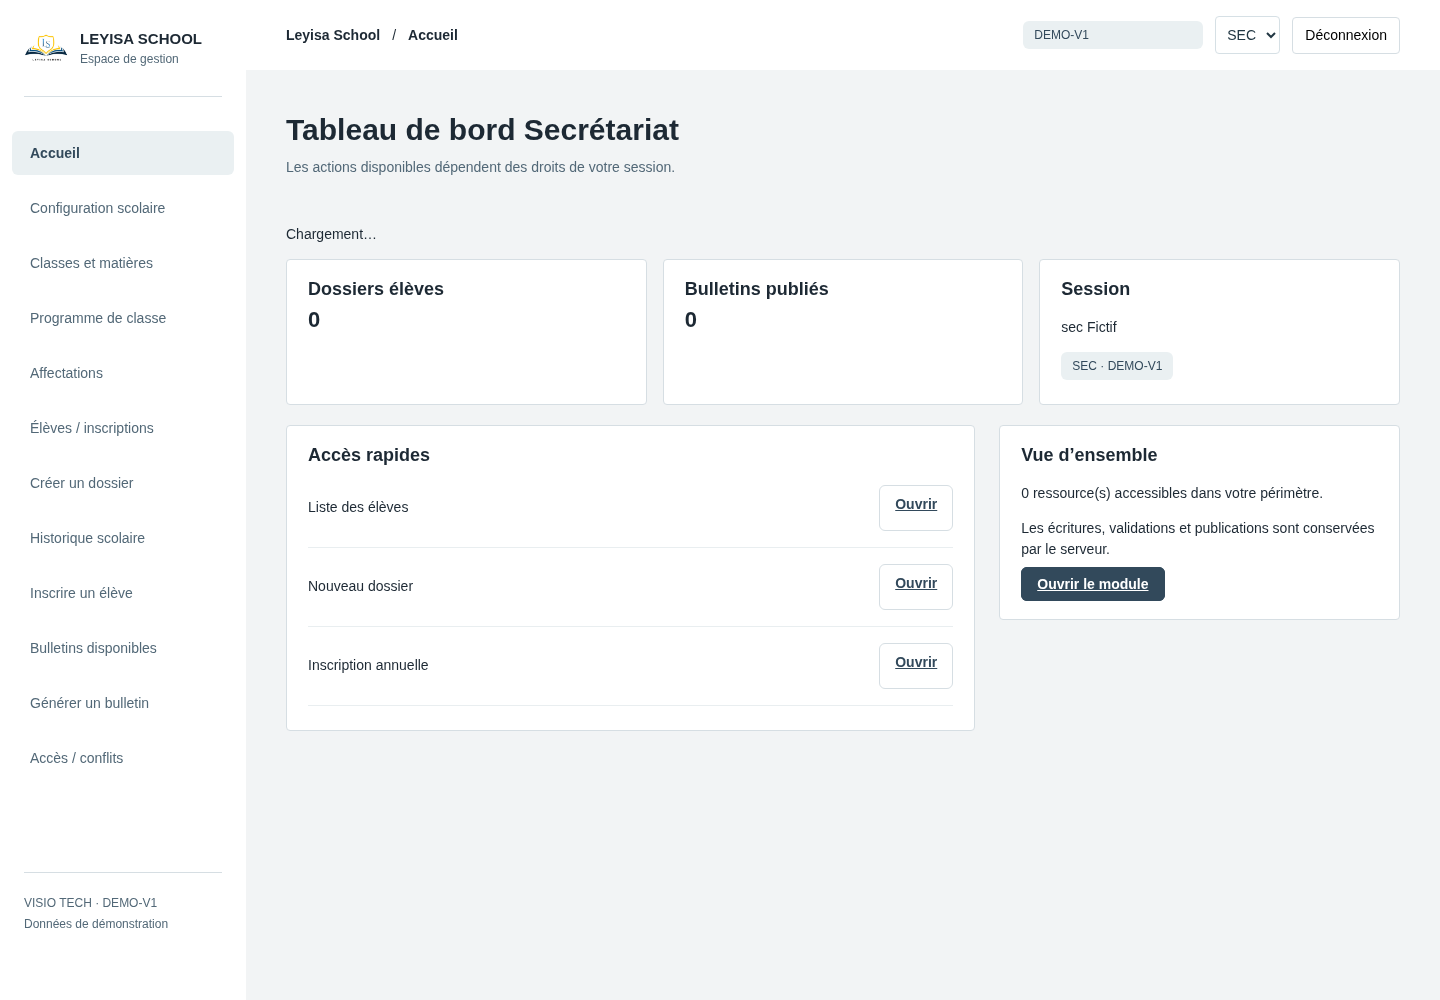 LEYISA SCHOOL
Espace de gestion
Accueil
Configuration scolaire
Classes et matières
Programme de classe
Affectations
Élèves / inscriptions
Créer un dossier
Historique scolaire
Inscrire un élève
Bulletins disponibles
Générer un bulletin
Accès / conflits
VISIO TECH · DEMO-V1
Données de démonstration
Leyisa School / Accueil
DEMO-V1
SEC
Déconnexion
Tableau de bord Secrétariat
Les actions disponibles dépendent des droits de votre session.
Chargement…
Dossiers élèves
0
Bulletins publiés
0
Session
sec Fictif
SEC · DEMO-V1
Accès rapides
Liste des élèves
Ouvrir
Nouveau dossier
Ouvrir
Inscription annuelle
Ouvrir
Vue d’ensemble
0 ressource(s) accessibles dans votre périmètre.
Les écritures, validations et publications sont conservées
par le serveur.
Ouvrir le module